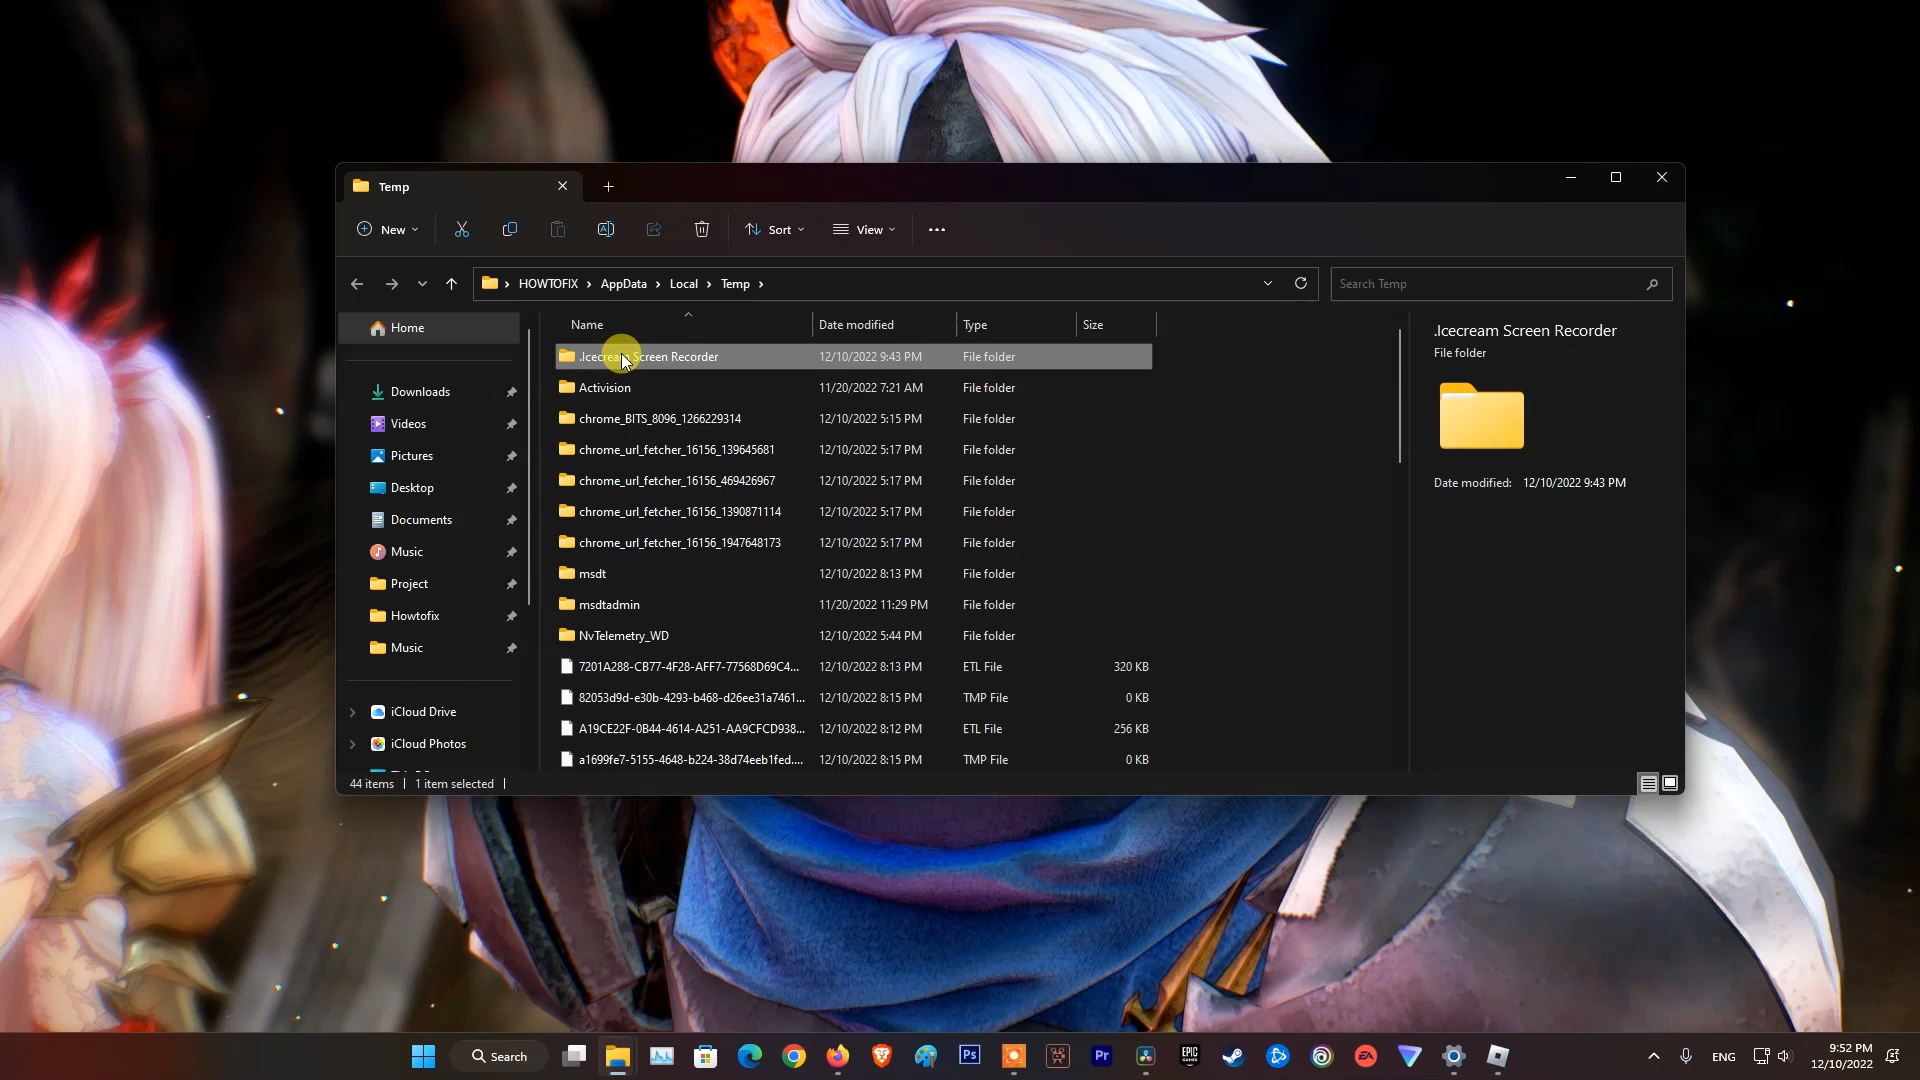 Temp
New
Sort
View
HOWTOFIX > AppData > Local > Temp >
Search Temp
Home
Downloads
Videos
Pictures
Desktop
Documents
Music
Project
Howtofix
Music
iCloud Drive
iCloud Photos
Name Date modified Type Size
.Icecream Screen Recorder 12/10/2022 9:43 PM File folder
Activision 11/20/2022 7:21 AM File folder
chrome_BITS_8096_1266229314 12/10/2022 5:15 PM File folder
chrome_url_fetcher_16156_139645681 12/10/2022 5:17 PM File folder
chrome_url_fetcher_16156_469426967 12/10/2022 5:17 PM File folder
chrome_url_fetcher_16156_1390871114 12/10/2022 5:17 PM File folder
chrome_url_fetcher_16156_1947648173 12/10/2022 5:17 PM File folder
msdt 12/10/2022 8:13 PM File folder
msdtadmin 11/20/2022 11:29 PM File folder
NvTelemetry_WD 12/10/2022 5:44 PM File folder
7201A288-CB77-4F28-AFF7-77568D69C4... 12/10/2022 8:13 PM ETL File 320 KB
82053d9d-e30b-4293-b468-d26ee31a7461... 12/10/2022 8:15 PM TMP File 0 KB
A19CE22F-0B44-4614-A251-AA9CFCD938... 12/10/2022 8:12 PM ETL File 256 KB
a1699fe7-5155-4648-b224-38d74eeb1fed.... 12/10/2022 8:15 PM TMP File 0 KB
.Icecream Screen Recorder
File folder
Date modified: 12/10/2022 9:43 PM
44 items | 1 item selected |
Search
Ps
Pr
EPIC GAMES
EA
ENG
9:52 PM
12/10/2022